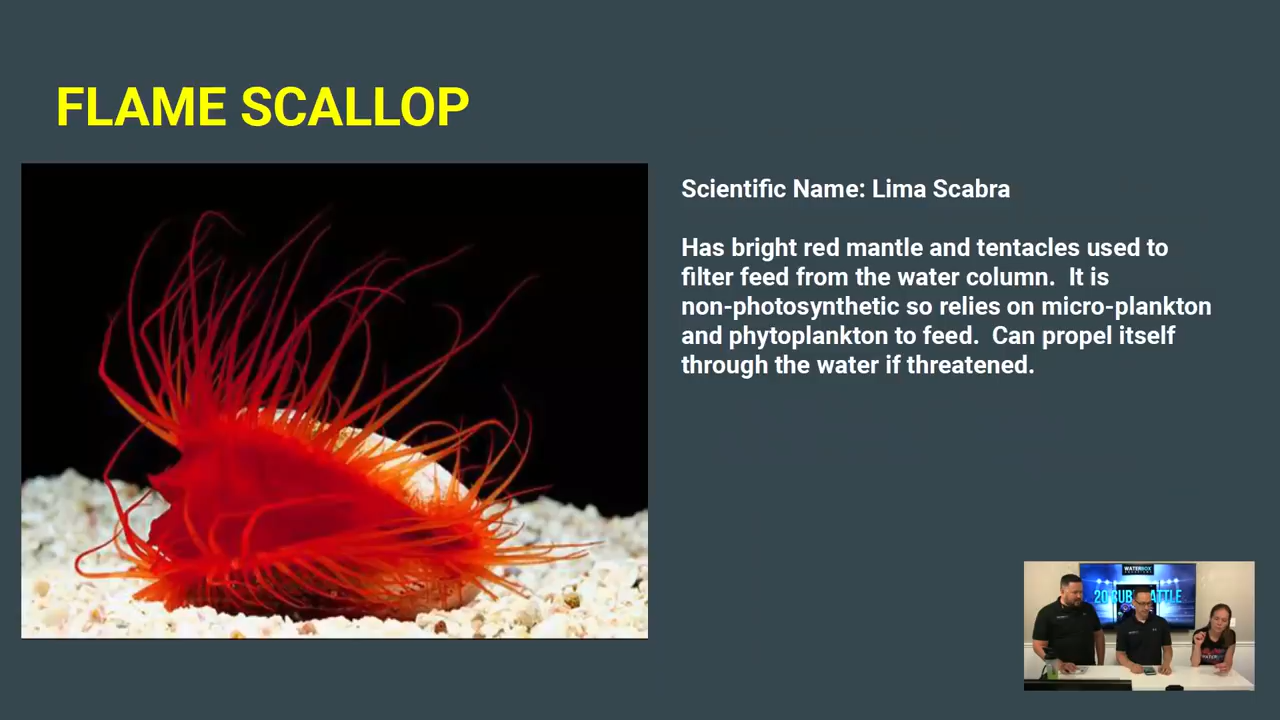 FLAME SCALLOP
Scientific Name: Lima Scabra
Has bright red mantle and tentacles used to
filter feed from the water column.  It is
non-photosynthetic so relies on micro-plankton
and phytoplankton to feed.  Can propel itself
through the water if threatened.
WATERBOX